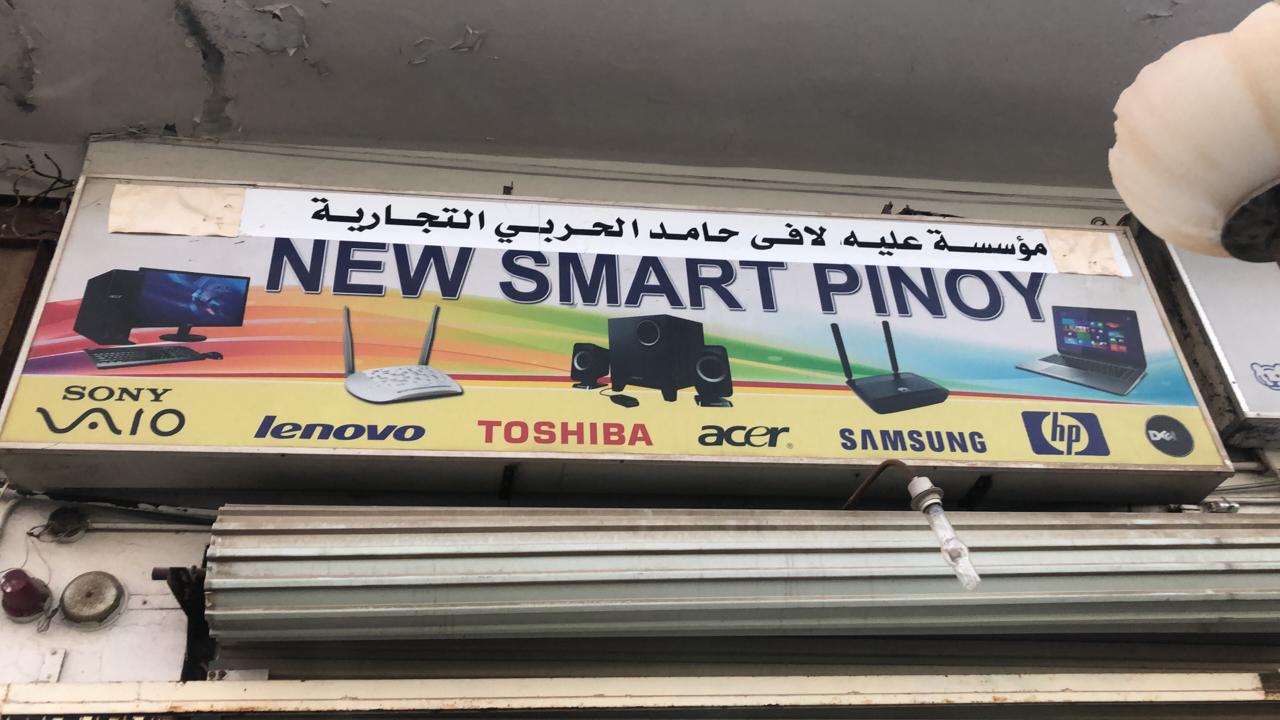 مؤسسة عليه لافى حامد الحربي التجارية
NEW SMART PINOY
SONY
VAIO
lenovo
TOSHIBA
acer
SAMSUNG
hp
DELL